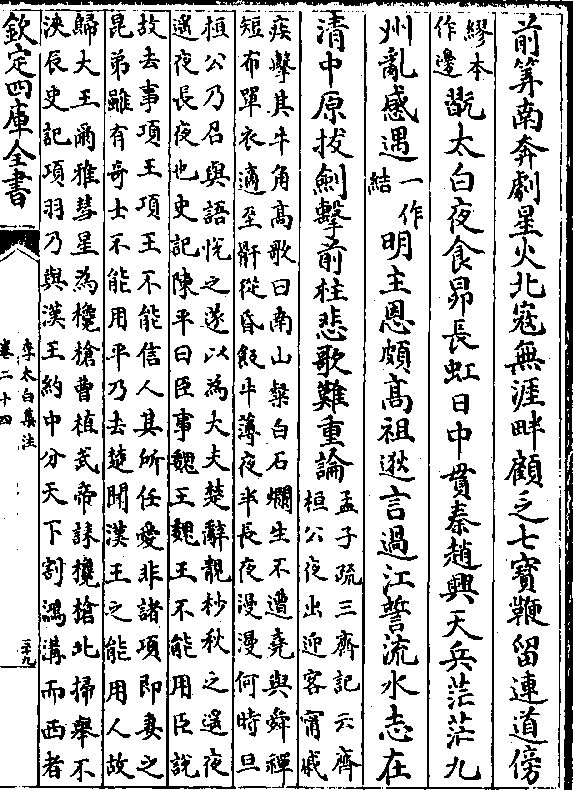 前筭南奔劇星火北寇無涯畔顧乏七寳鞭留連道傍
繆本
作邊
翫太白夜食昴長虹日中貫秦趙興天兵茫茫九
州亂感遇
一作
結
明主恩頗髙祖逖言過江誓流水志在
清中原拔劍擊前柱悲歌難重論
孟子疏三齊記云齊
桓公夜出迎客甯戚
疾擊其牛角髙歌曰南山粲白石爛生不遭堯與舜禪
短布單衣適至骭從昏飯牛薄夜半長夜漫漫何時旦
桓公乃召與語悦之遂以為大夫楚辭靚杪秋之遥夜
遥夜長夜也史記陳平曰臣事魏王魏王不能用臣説
故去事項王項王不能信人其所任愛非諸項即妻之
昆弟雖有奇士不能用平乃去楚聞漢王之能用人故
歸大王爾雅彗星為欃槍曹植武帝誄欃槍北掃舉不
浹辰史記項羽乃與漢王約中分天下割鴻溝而西者
欽定四庫全書
李太白集注
卷二十四